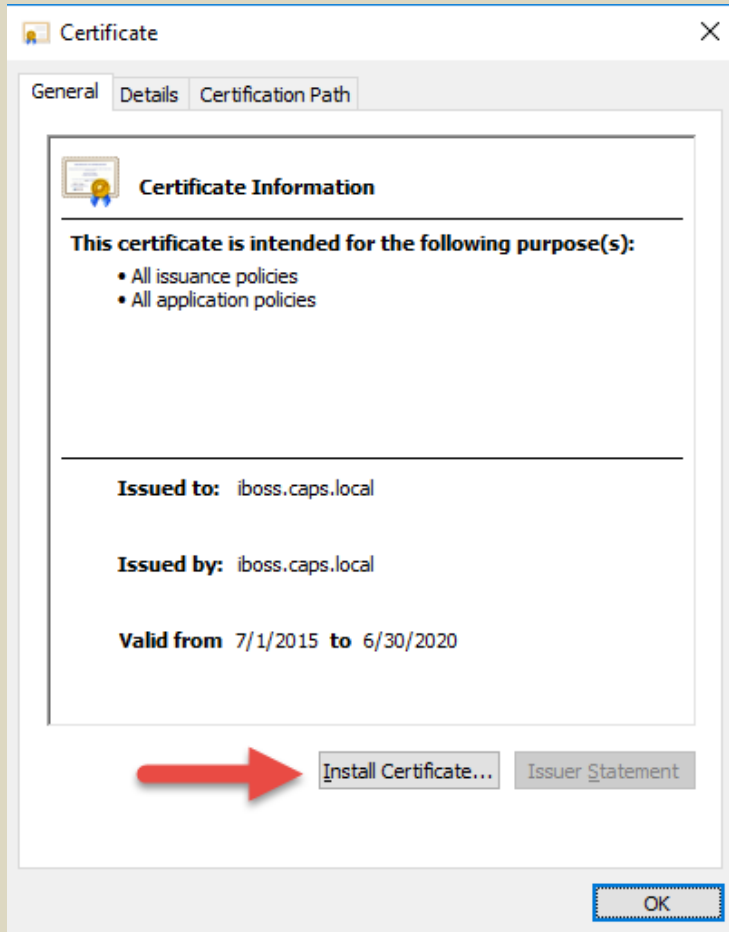 Certificate
General Details Certification Path
Certificate Information
This certificate is intended for the following purpose(s):
• All issuance policies
• All application policies
Issued to: iboss.caps.local
Issued by: iboss.caps.local
Valid from 7/1/2015 to 6/30/2020
Install Certificate... Issuer Statement
OK